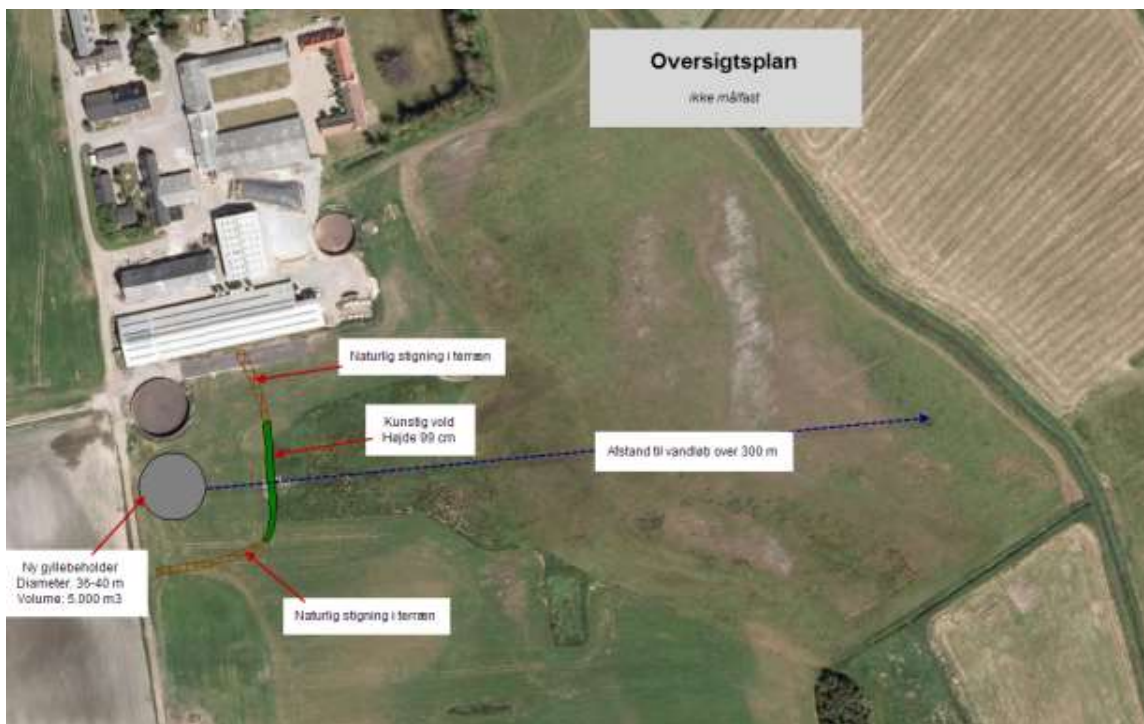 Oversigtsplan
ikke målfast
Naturlig stigning i terræn
Kunstig vold
Højde 99 cm
Afstand til vandløb over 300 m
Ny gyllebeholder
Diameter: 36-40 m
Volume: 5.000 m3
Naturlig stigning i terræn